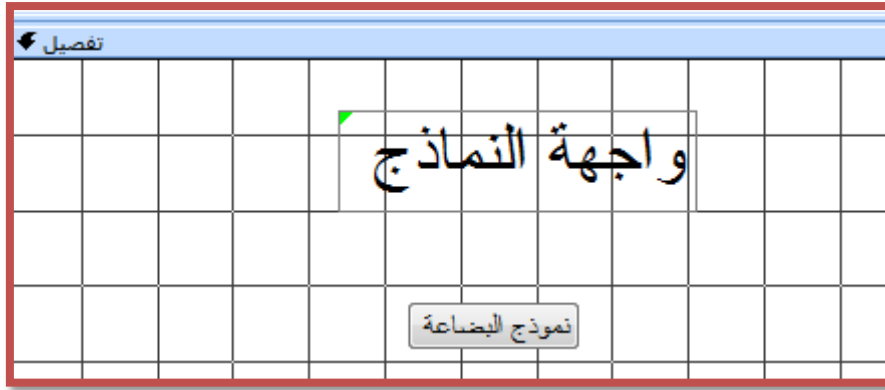 تفصيل
واجهة النماذج
نموذج البضاعة